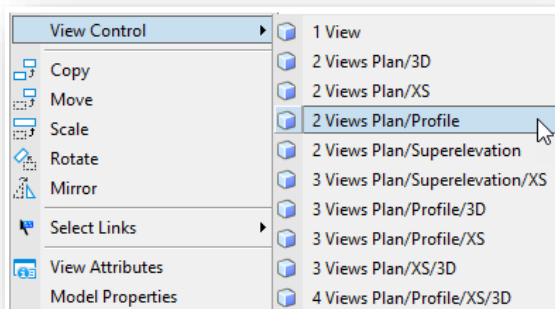 View Control
Copy
Move
Scale
Rotate
Mirror
Select Links
View Attributes
Model Properties
1 View
2 Views Plan/3D
2 Views Plan/XS
2 Views Plan/Profile
2 Views Plan/Superelevation
3 Views Plan/Superelevation/XS
3 Views Plan/Profile/3D
3 Views Plan/Profile/XS
3 Views Plan/XS/3D
4 Views Plan/Profile/XS/3D